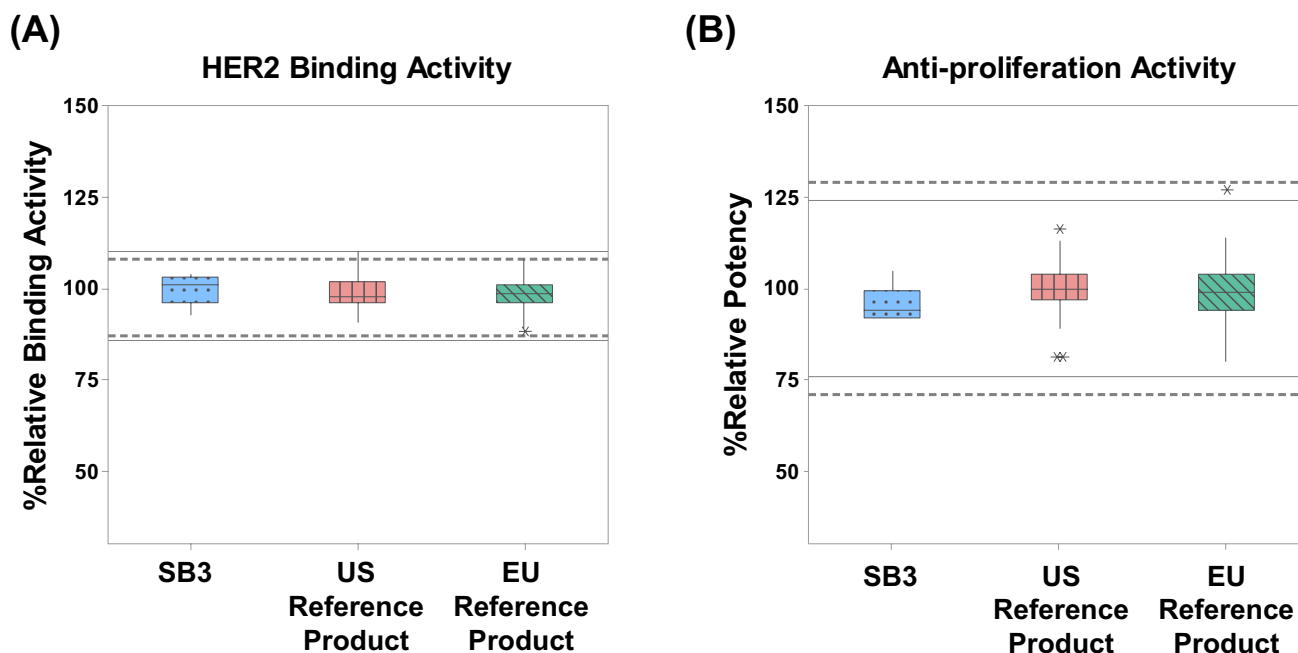 (A)
HER2 Binding Activity
%Relative Binding Activity
150
125
100
75
50
SB3
US
Reference
Product
EU
Reference
Product
(B)
Anti-proliferation Activity
%Relative Potency
150
125
100
75
50
SB3
US
Reference
Product
EU
Reference
Product